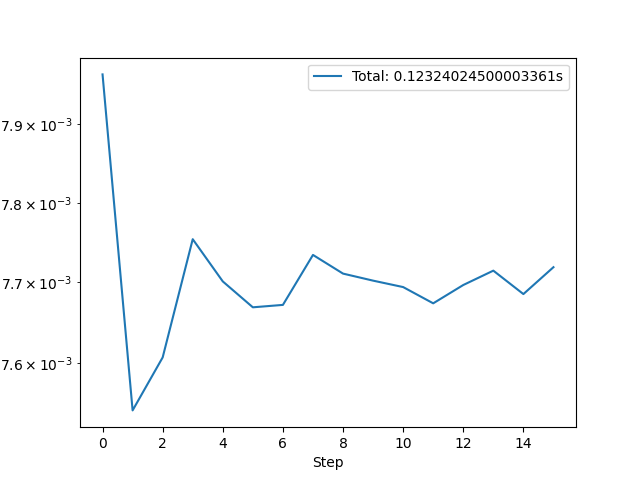 Total: 0.12324024500003361s
7.9 × 10⁻³
7.8 × 10⁻³
7.7 × 10⁻³
7.6 × 10⁻³
0 2 4 6 8 10 12 14
Step